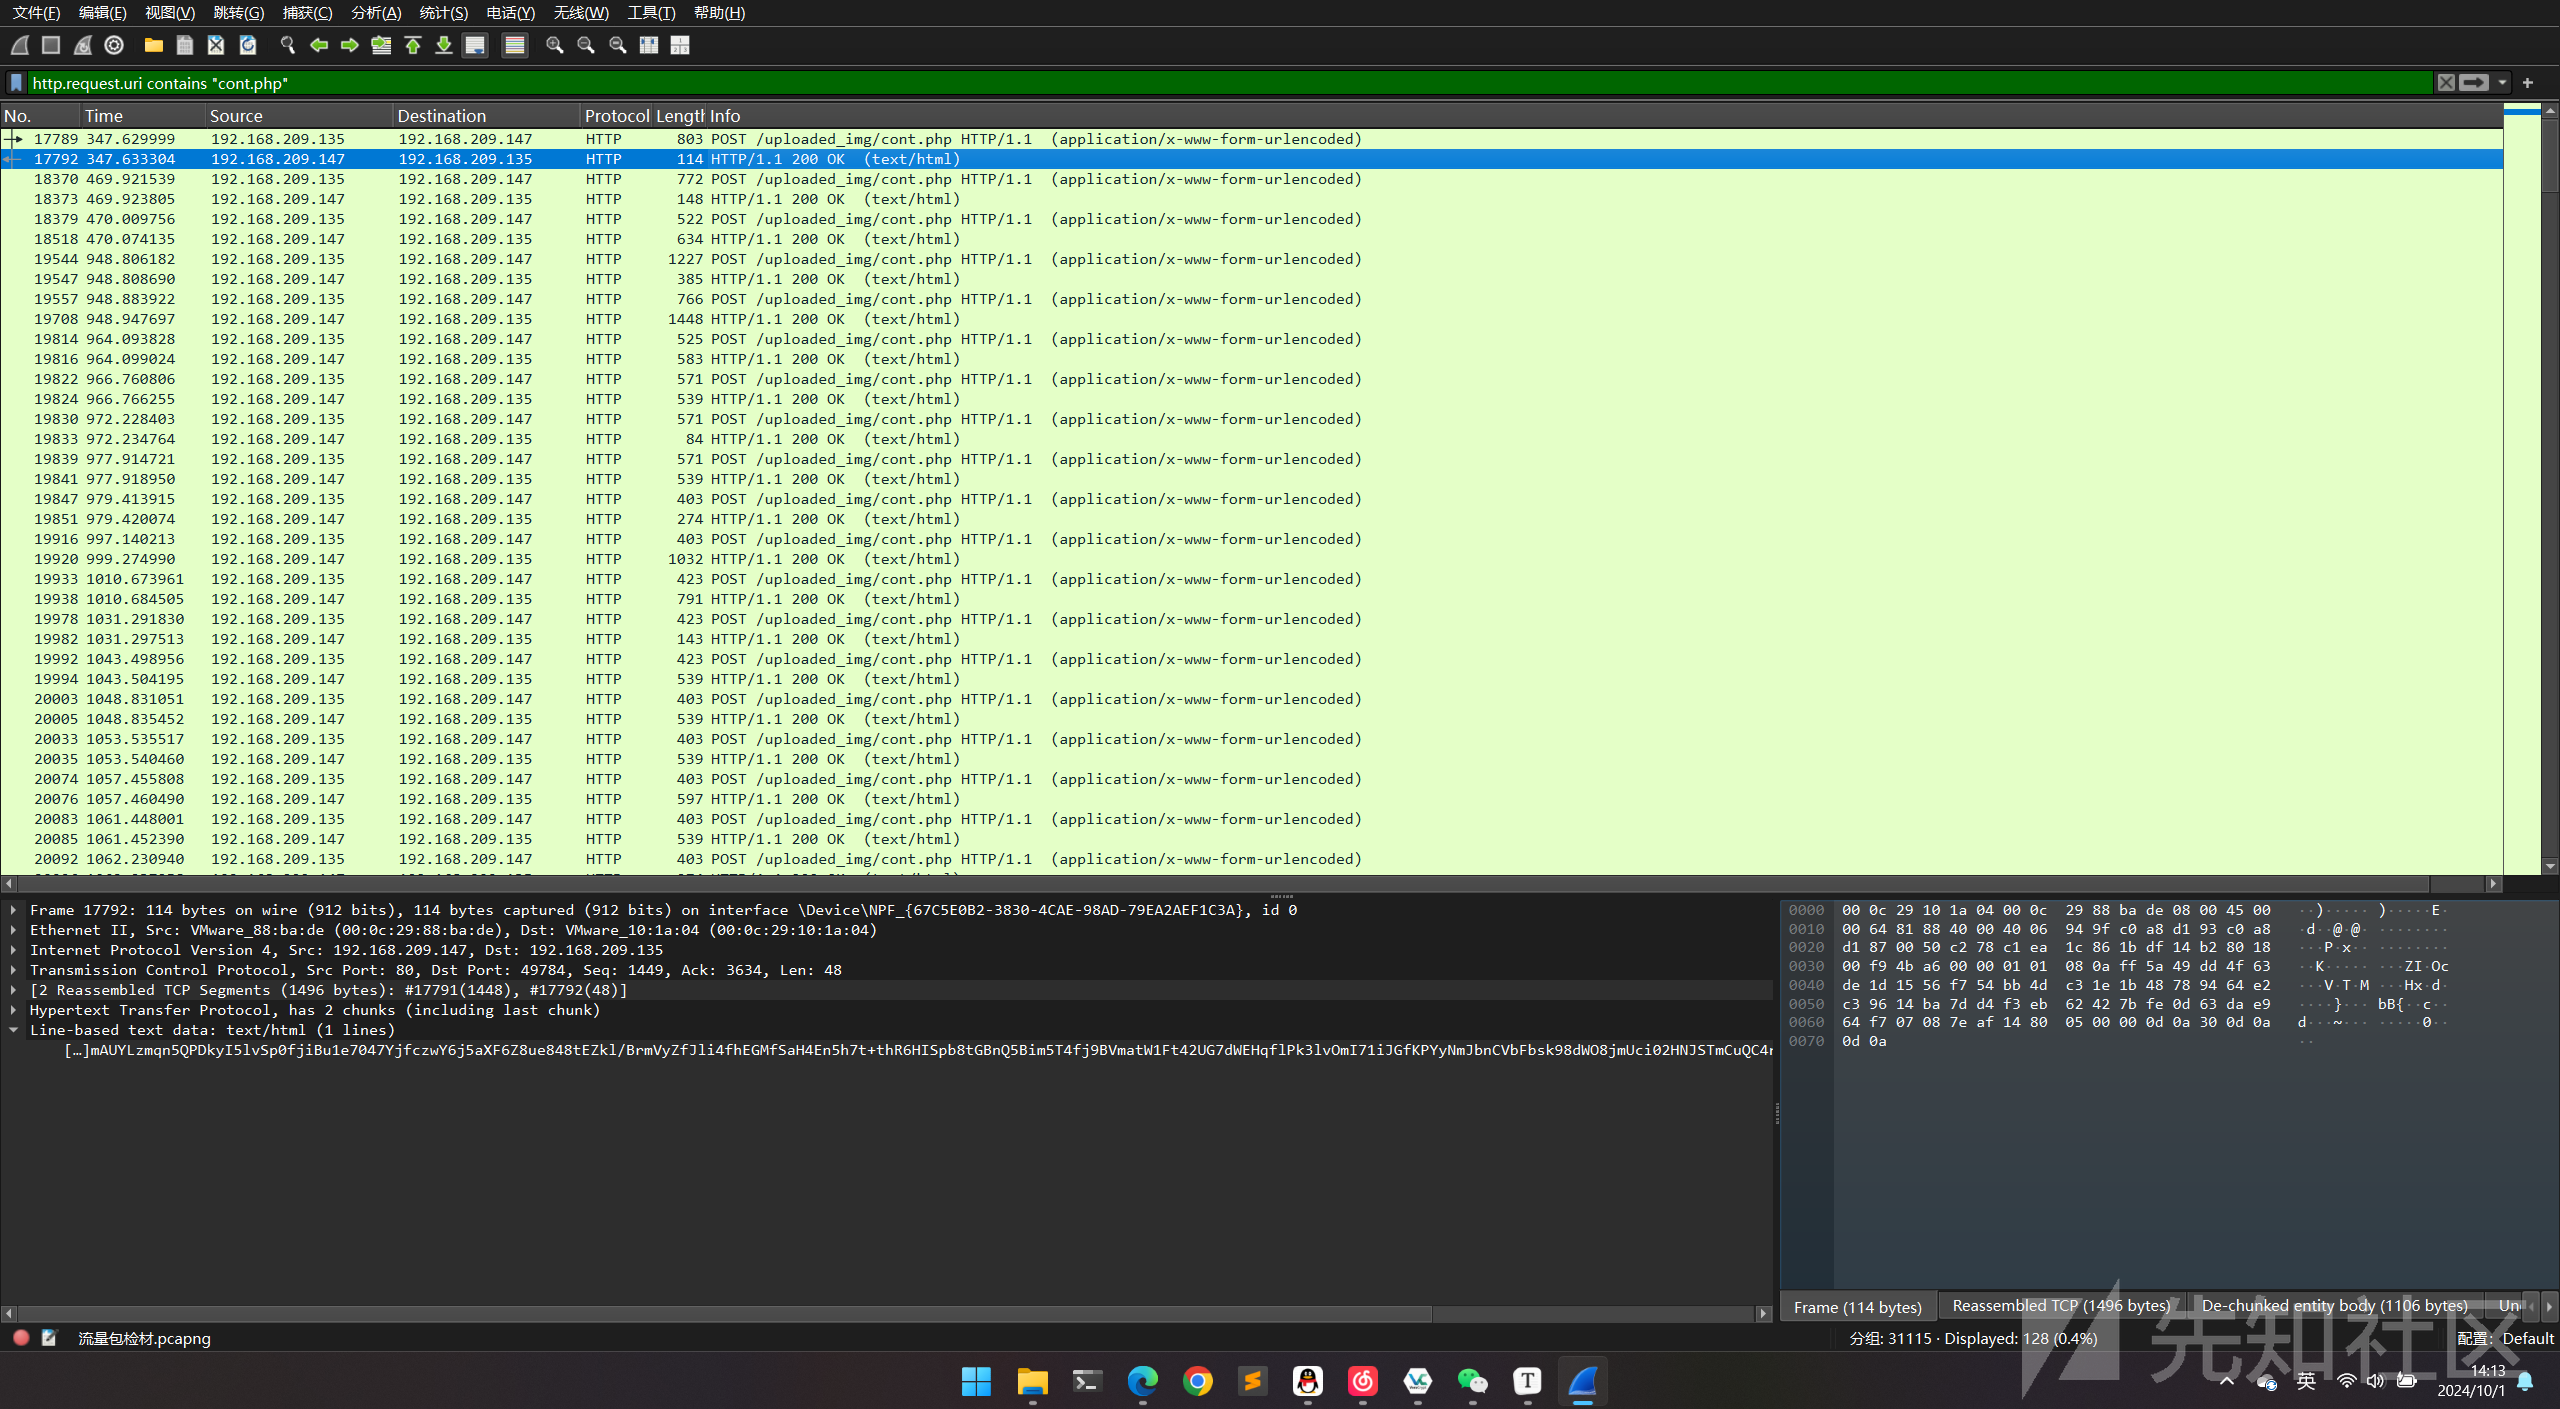 文件(F) 编辑(E) 视图(V) 跳转(G) 捕获(C) 分析(A) 统计(S) 电话(Y) 无线(W) 工具(T) 帮助(H)
http.request.uri contains "cont.php"
No. Time Source Destination Protocol Length Info
17789 347.629999 192.168.209.135 192.168.209.147 HTTP 803 POST /uploaded_img/cont.php HTTP/1.1 (application/x-www-form-urlencoded)
17792 347.633304 192.168.209.147 192.168.209.135 HTTP 114 HTTP/1.1 200 OK (text/html)
18370 469.921539 192.168.209.135 192.168.209.147 HTTP 772 POST /uploaded_img/cont.php HTTP/1.1 (application/x-www-form-urlencoded)
18373 469.923805 192.168.209.147 192.168.209.135 HTTP 148 HTTP/1.1 200 OK (text/html)
18379 470.009756 192.168.209.135 192.168.209.147 HTTP 522 POST /uploaded_img/cont.php HTTP/1.1 (application/x-www-form-urlencoded)
18518 470.074135 192.168.209.147 192.168.209.135 HTTP 634 HTTP/1.1 200 OK (text/html)
19544 948.806182 192.168.209.135 192.168.209.147 HTTP 1227 POST /uploaded_img/cont.php HTTP/1.1 (application/x-www-form-urlencoded)
19547 948.808690 192.168.209.147 192.168.209.135 HTTP 385 HTTP/1.1 200 OK (text/html)
19557 948.883922 192.168.209.135 192.168.209.147 HTTP 766 POST /uploaded_img/cont.php HTTP/1.1 (application/x-www-form-urlencoded)
19708 948.947697 192.168.209.147 192.168.209.135 HTTP 1448 HTTP/1.1 200 OK (text/html)
19814 964.093828 192.168.209.135 192.168.209.147 HTTP 525 POST /uploaded_img/cont.php HTTP/1.1 (application/x-www-form-urlencoded)
19816 964.099024 192.168.209.147 192.168.209.135 HTTP 583 HTTP/1.1 200 OK (text/html)
19822 966.760806 192.168.209.135 192.168.209.147 HTTP 571 POST /uploaded_img/cont.php HTTP/1.1 (application/x-www-form-urlencoded)
19824 966.766255 192.168.209.147 192.168.209.135 HTTP 539 HTTP/1.1 200 OK (text/html)
19830 972.228403 192.168.209.135 192.168.209.147 HTTP 571 POST /uploaded_img/cont.php HTTP/1.1 (application/x-www-form-urlencoded)
19833 972.234764 192.168.209.147 192.168.209.135 HTTP 84 HTTP/1.1 200 OK (text/html)
19839 977.914721 192.168.209.135 192.168.209.147 HTTP 571 POST /uploaded_img/cont.php HTTP/1.1 (application/x-www-form-urlencoded)
19841 977.918950 192.168.209.147 192.168.209.135 HTTP 539 HTTP/1.1 200 OK (text/html)
19847 979.413915 192.168.209.135 192.168.209.147 HTTP 403 POST /uploaded_img/cont.php HTTP/1.1 (application/x-www-form-urlencoded)
19851 979.420074 192.168.209.147 192.168.209.135 HTTP 274 HTTP/1.1 200 OK (text/html)
19916 997.140213 192.168.209.135 192.168.209.147 HTTP 403 POST /uploaded_img/cont.php HTTP/1.1 (application/x-www-form-urlencoded)
19920 999.274990 192.168.209.147 192.168.209.135 HTTP 1032 HTTP/1.1 200 OK (text/html)
19933 1010.673961 192.168.209.135 192.168.209.147 HTTP 423 POST /uploaded_img/cont.php HTTP/1.1 (application/x-www-form-urlencoded)
19938 1010.684505 192.168.209.147 192.168.209.135 HTTP 791 HTTP/1.1 200 OK (text/html)
19978 1031.291830 192.168.209.135 192.168.209.147 HTTP 423 POST /uploaded_img/cont.php HTTP/1.1 (application/x-www-form-urlencoded)
19982 1031.297513 192.168.209.147 192.168.209.135 HTTP 143 HTTP/1.1 200 OK (text/html)
19992 1043.498956 192.168.209.135 192.168.209.147 HTTP 423 POST /uploaded_img/cont.php HTTP/1.1 (application/x-www-form-urlencoded)
19994 1043.504195 192.168.209.147 192.168.209.135 HTTP 539 HTTP/1.1 200 OK (text/html)
20003 1048.831051 192.168.209.135 192.168.209.147 HTTP 403 POST /uploaded_img/cont.php HTTP/1.1 (application/x-www-form-urlencoded)
20005 1048.835452 192.168.209.147 192.168.209.135 HTTP 539 HTTP/1.1 200 OK (text/html)
20033 1053.535517 192.168.209.135 192.168.209.147 HTTP 403 POST /uploaded_img/cont.php HTTP/1.1 (application/x-www-form-urlencoded)
20035 1053.540460 192.168.209.147 192.168.209.135 HTTP 539 HTTP/1.1 200 OK (text/html)
20074 1057.455808 192.168.209.135 192.168.209.147 HTTP 403 POST /uploaded_img/cont.php HTTP/1.1 (application/x-www-form-urlencoded)
20076 1057.460490 192.168.209.147 192.168.209.135 HTTP 597 HTTP/1.1 200 OK (text/html)
20083 1061.448001 192.168.209.135 192.168.209.147 HTTP 403 POST /uploaded_img/cont.php HTTP/1.1 (application/x-www-form-urlencoded)
20085 1061.452390 192.168.209.147 192.168.209.135 HTTP 539 HTTP/1.1 200 OK (text/html)
20092 1062.230940 192.168.209.135 192.168.209.147 HTTP 403 POST /uploaded_img/cont.php HTTP/1.1 (application/x-www-form-urlencoded)
Frame 17792: 114 bytes on wire (912 bits), 114 bytes captured (912 bits) on interface \Device\NPF_{67C5E0B2-3830-4CAE-98AD-79EA2AEF1C3A}, id 0
Ethernet II, Src: VMware_88:ba:de (00:0c:29:88:ba:de), Dst: VMware_10:1a:04 (00:0c:29:10:1a:04)
Internet Protocol Version 4, Src: 192.168.209.147, Dst: 192.168.209.135
Transmission Control Protocol, Src Port: 80, Dst Port: 49784, Seq: 1449, Ack: 3634, Len: 48
[2 Reassembled TCP Segments (1496 bytes): #17791(1448), #17792(48)]
Hypertext Transfer Protocol, has 2 chunks (including last chunk)
Line-based text data: text/html (1 lines)
[…]mAUYLzmqn5QPDkyI5lvSp0fjiBu1e7047YjfczwY6j5aXF6Z8ue848tEZkl/BrmVyZfJli4fhEGMfSaH4En5h7t+thR6HISpb8tGBnQ5Bim5T4fj9BVmatW1Ft42UG7dWEHqflPk3lvOmI71iJGfKPYyNmJbnCVbFbsk98dWO8jmUci02HNJSTmCuQC4r
0000 00 0c 29 10 1a 04 00 0c 29 88 ba de 08 00 45 00 ··)····· )·····E·
0010 00 64 81 88 40 00 40 06 94 9f c0 a8 d1 93 c0 a8 ·d··@·@· ········
0020 d1 87 00 50 c2 78 c1 ea 1c 86 1b df 14 b2 80 18 ···P·x·· ········
0030 00 f9 4b a6 00 00 01 01 08 0a ff 5a 49 dd 4f 63 ··K····· ···ZI·Oc
0040 de 1d 15 56 f7 54 bb 4d c3 1e 1b 48 78 94 64 e2 ···V·T·M ···Hx·d·
0050 c3 96 14 ba 7d d4 f3 eb 62 42 7b fe 0d 63 da e9 ····}··· bB{··c··
0060 64 f7 07 08 7e af 14 80 05 00 00 0d 0a 30 0d 0a d···~··· ·····0··
0070 0d 0a ··
Frame (114 bytes) Reassembled TCP (1496 bytes) De-chunked entity body (1106 bytes) Un
流量包检材.pcapng 分组: 31115 · Displayed: 128 (0.4%) 配置: Default
先知社区
英 14:13
2024/10/1